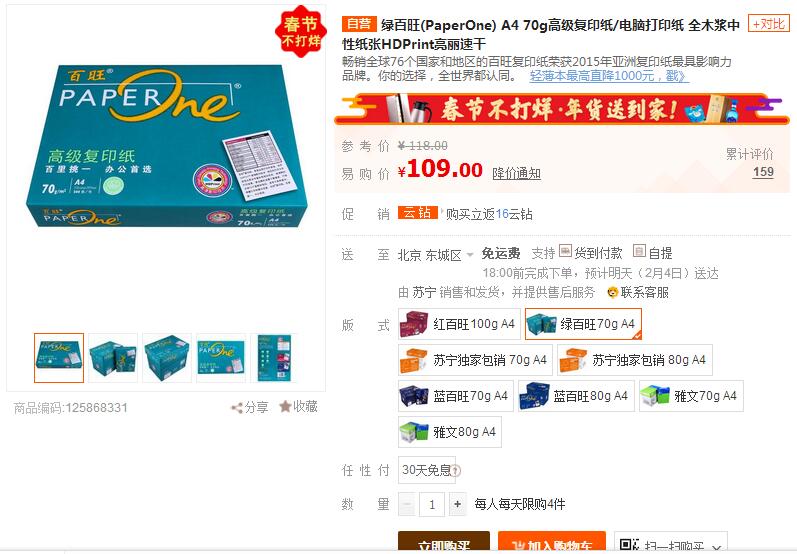 春节
不打烊
百旺®
PAPEROne®
高级复印纸
百里挑一 办公首选
70g/m² A4
PAPEROne
高级复印纸
A4
商品编码:125868331
分享
收藏
自营 绿百旺(PaperOne) A4 70g高级复印纸/电脑打印纸 全木浆中
性纸张HDPrint亮丽速干
+对比
畅销全球76个国家和地区的百旺复印纸荣获2015年亚洲复印纸最具影响力
品牌。你的选择，全世界都认同。 轻薄本最高直降1000元，戳》
春节不打烊·年货送到家!
参考价 ¥118.00
易购价 ¥109.00 降价通知
累计评价
159
促销 云钻 购买立返16云钻
送至 北京 东城区 免运费 支持 货到付款 自提
18:00前完成下单，预计明天（2月4日）送达
由 苏宁 销售和发货，并提供售后服务 联系客服
版式 红百旺100g A4 绿百旺70g A4
苏宁独家包销 70g A4 苏宁独家包销 80g A4
蓝百旺70g A4 蓝百旺80g A4 雅文70g A4
雅文80g A4
任性付 30天免息 ?
数量 − 1 + 每人每天限购4件
立即购买 加入购物车 扫一扫购买